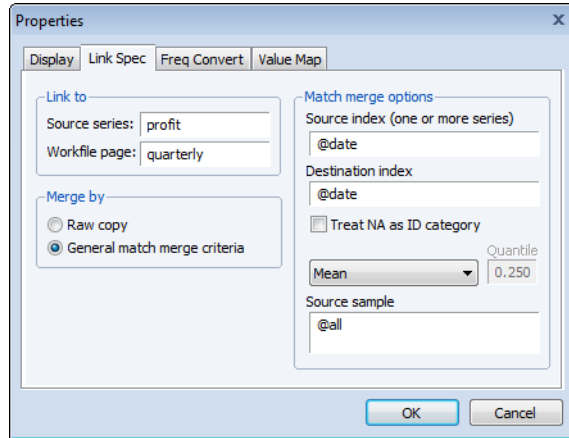 Properties
Display Link Spec Freq Convert Value Map
Link to
Source series: profit
Workfile page: quarterly
Merge by
Raw copy
General match merge criteria
Match merge options
Source index (one or more series)
@date
Destination index
@date
Treat NA as ID category
Quantile
Mean 0.250
Source sample
@all
OK Cancel